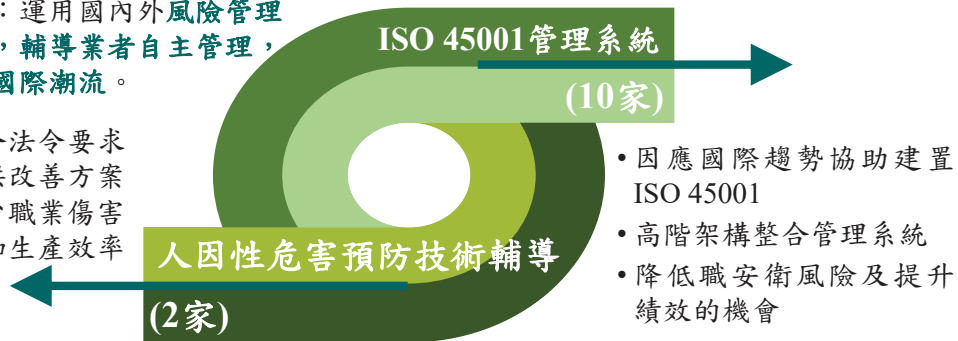 ：運用國內外風險管理
，輔導業者自主管理，
國際潮流。
法令要求
改善方案
職業傷害
生產效率
ISO 45001管理系統
(10家)
• 因應國際趨勢協助建置
ISO 45001
• 高階架構整合管理系統
• 降低職安衛風險及提升
績效的機會
人因性危害預防技術輔導
(2家)